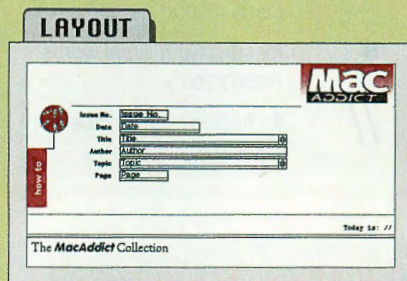 LAYOUT
Mac
ADDICT
Issue No. Issue No.
Date Date
Title Title
Author Author
Topic Topic
Page Page
how to
Today is: //
The MacAddict Collection